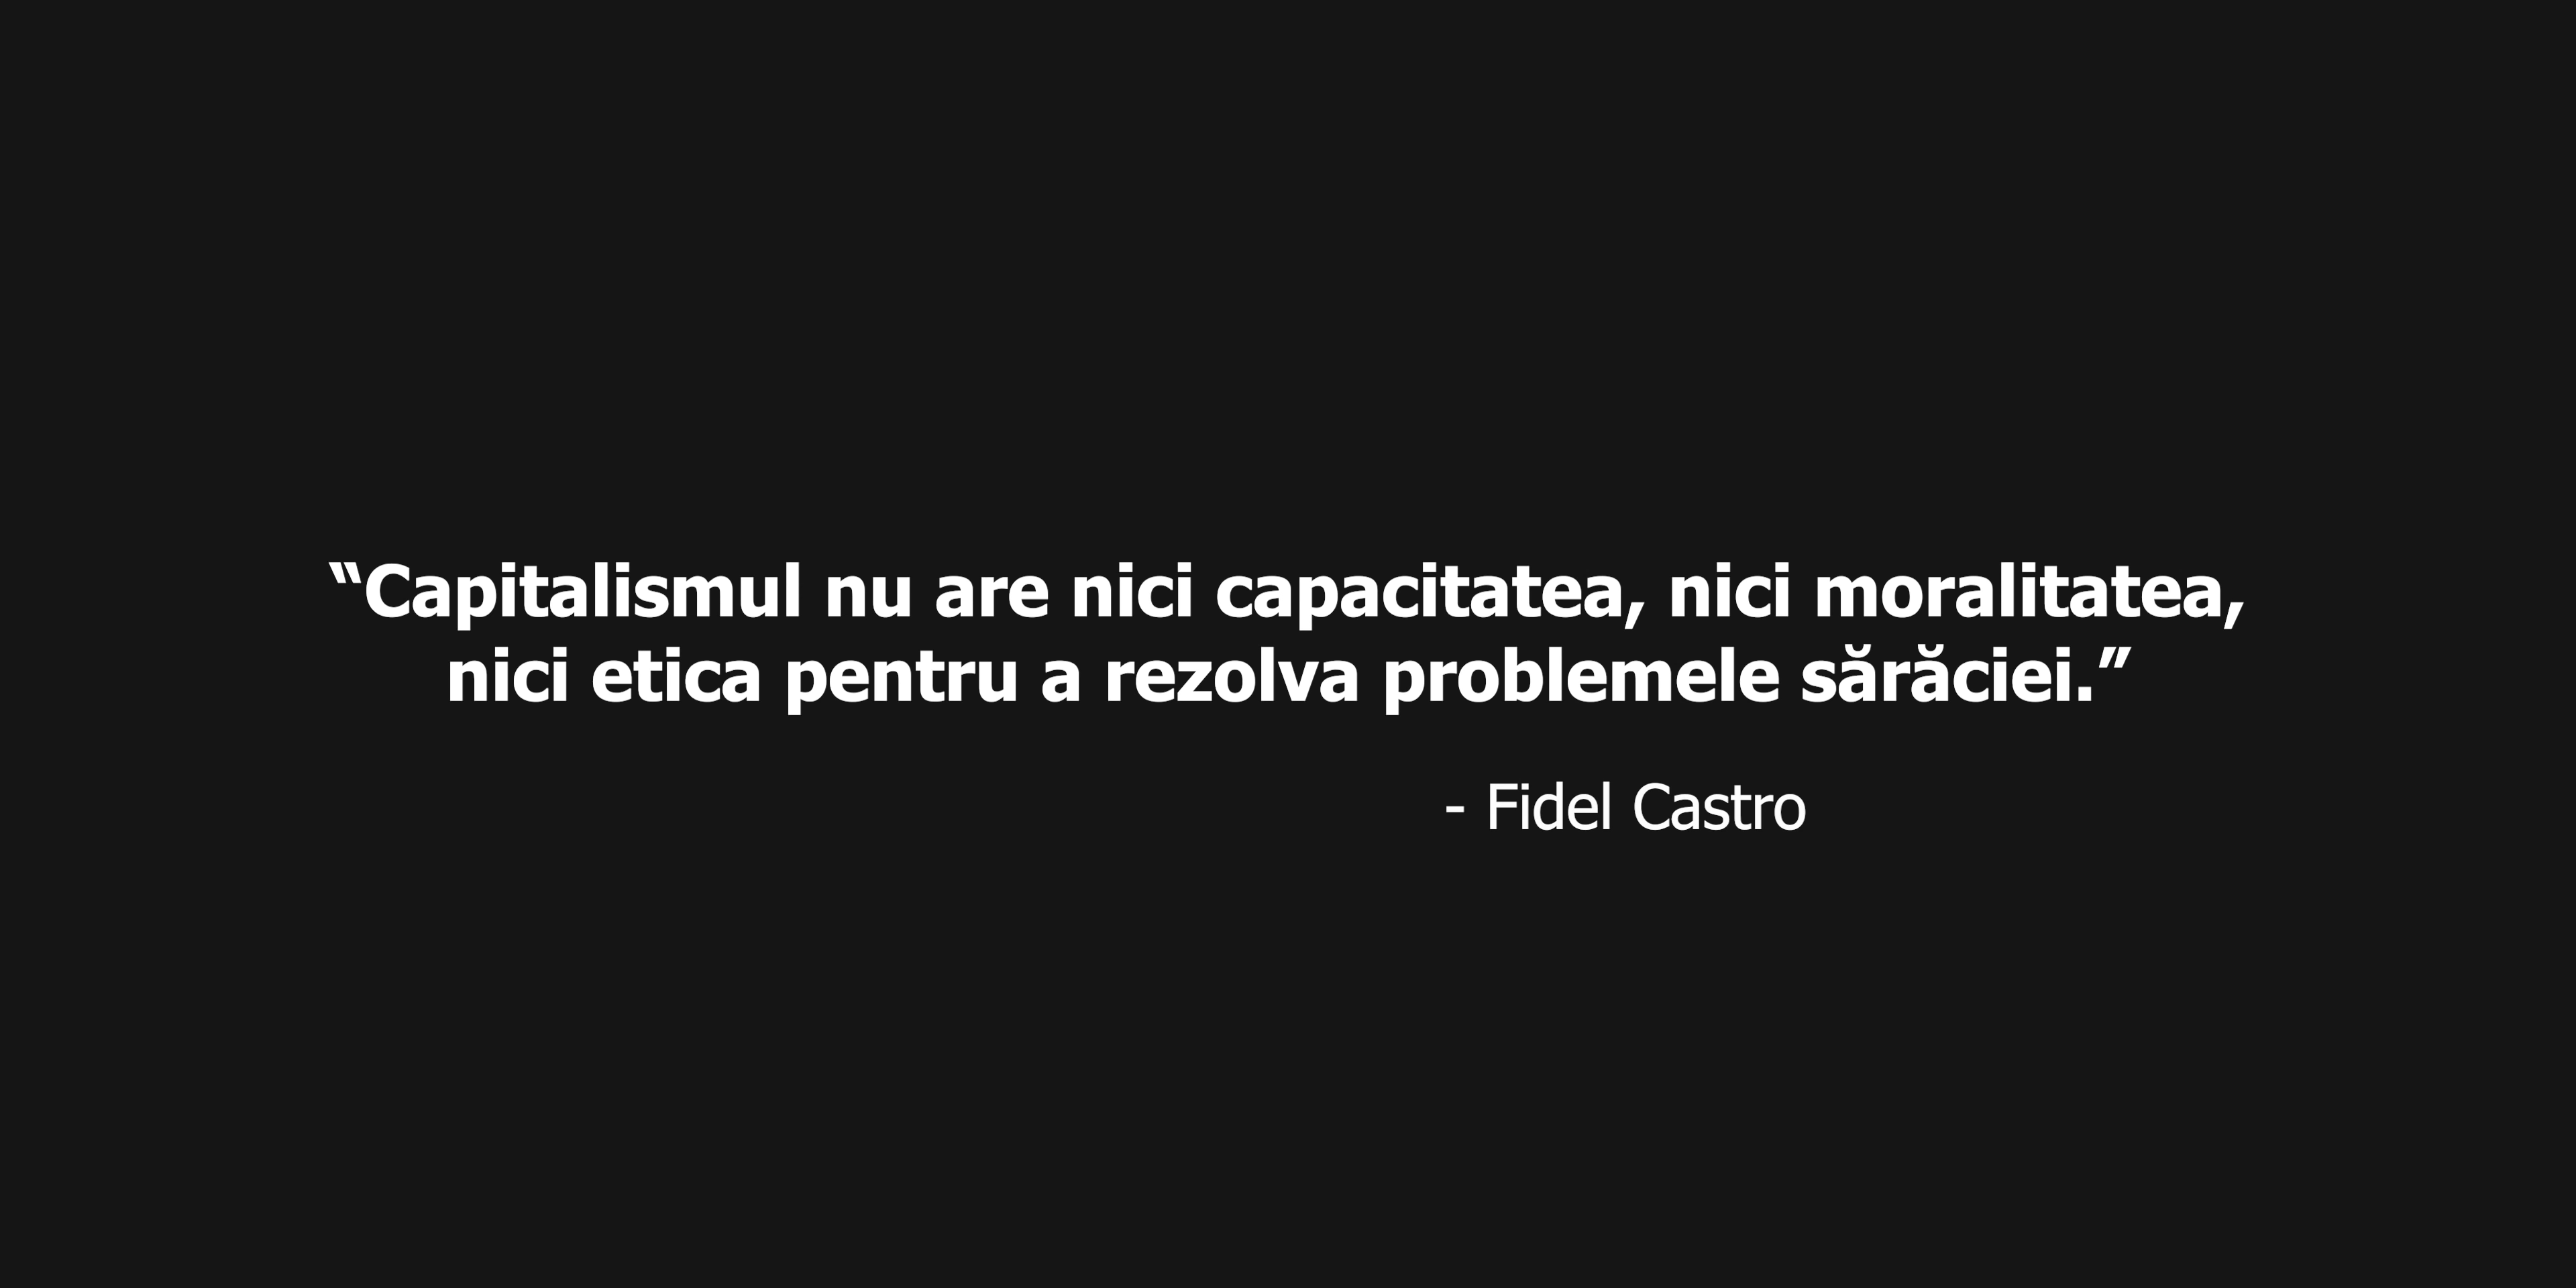 “Capitalismul nu are nici capacitatea, nici moralitatea,
nici etica pentru a rezolva problemele sărăciei.”
- Fidel Castro